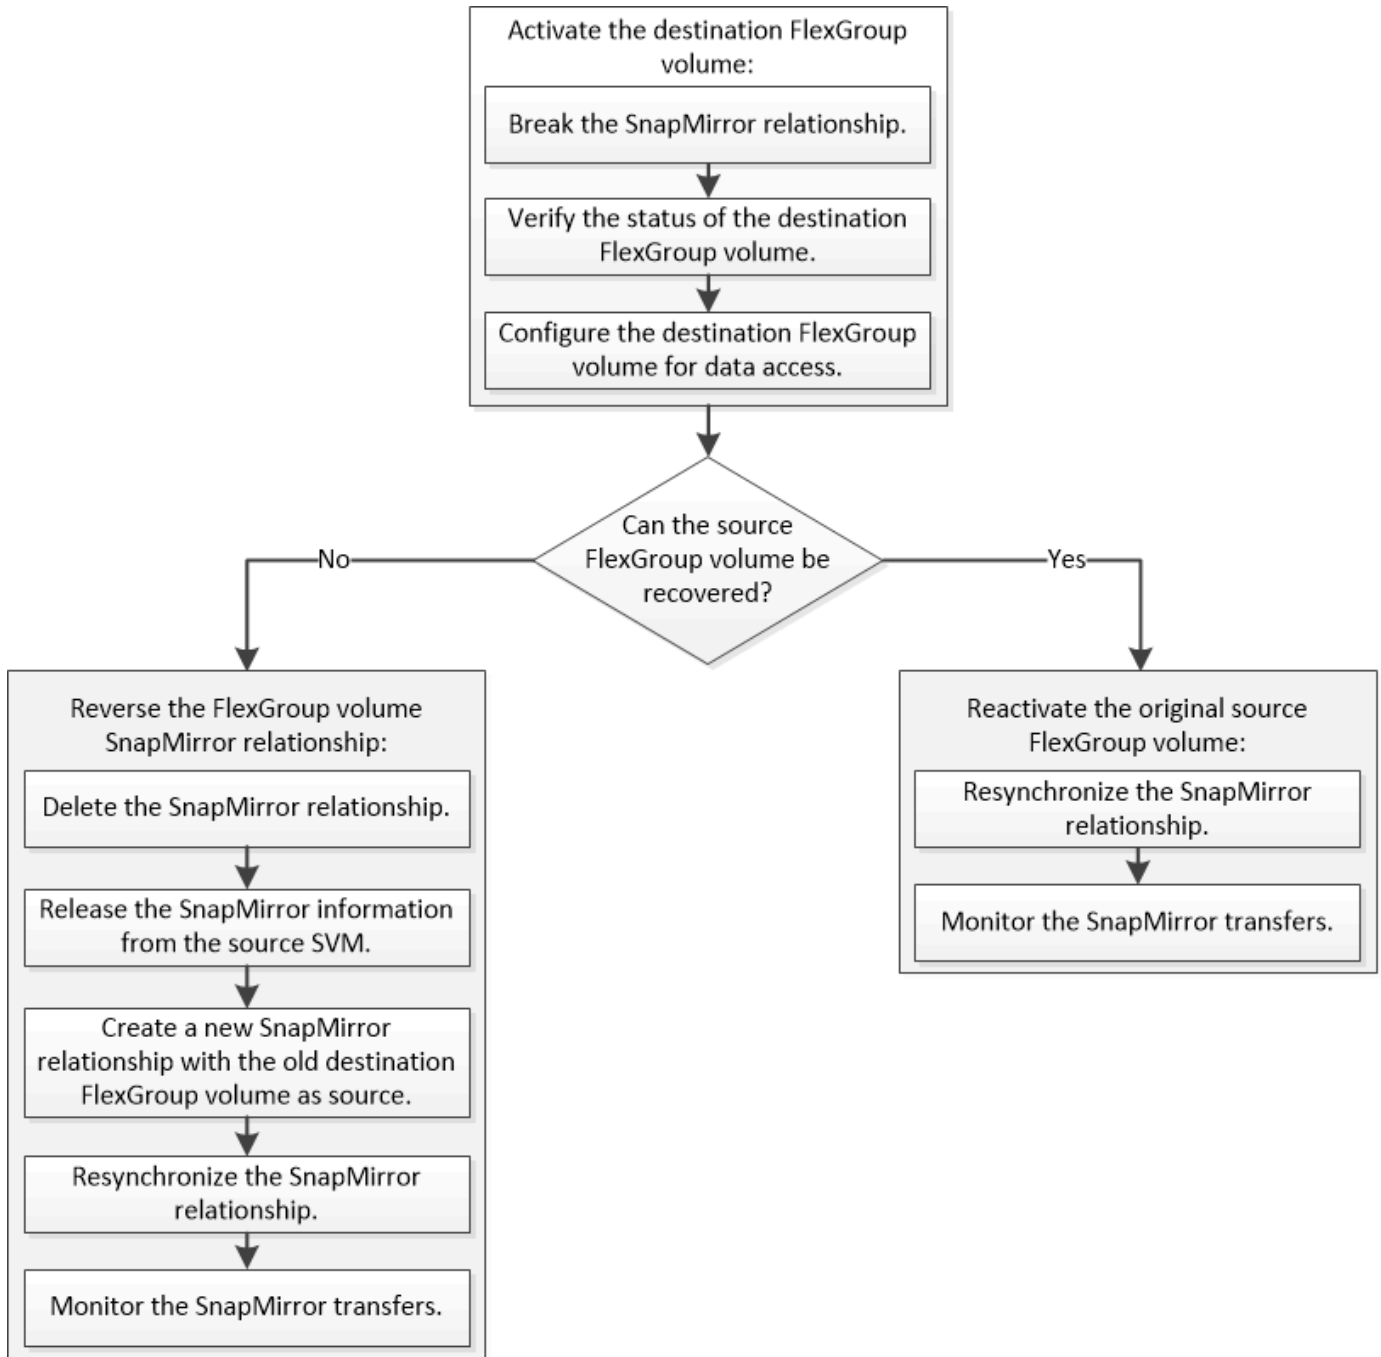 Activate the destination FlexGroup
volume:
Break the SnapMirror relationship.
Verify the status of the destination
FlexGroup volume.
Configure the destination FlexGroup
volume for data access.
Can the source
FlexGroup volume be
recovered?
No
Yes
Reverse the FlexGroup volume
SnapMirror relationship:
Delete the SnapMirror relationship.
Release the SnapMirror information
from the source SVM.
Create a new SnapMirror
relationship with the old destination
FlexGroup volume as source.
Resynchronize the SnapMirror
relationship.
Monitor the SnapMirror transfers.
Reactivate the original source
FlexGroup volume:
Resynchronize the SnapMirror
relationship.
Monitor the SnapMirror transfers.